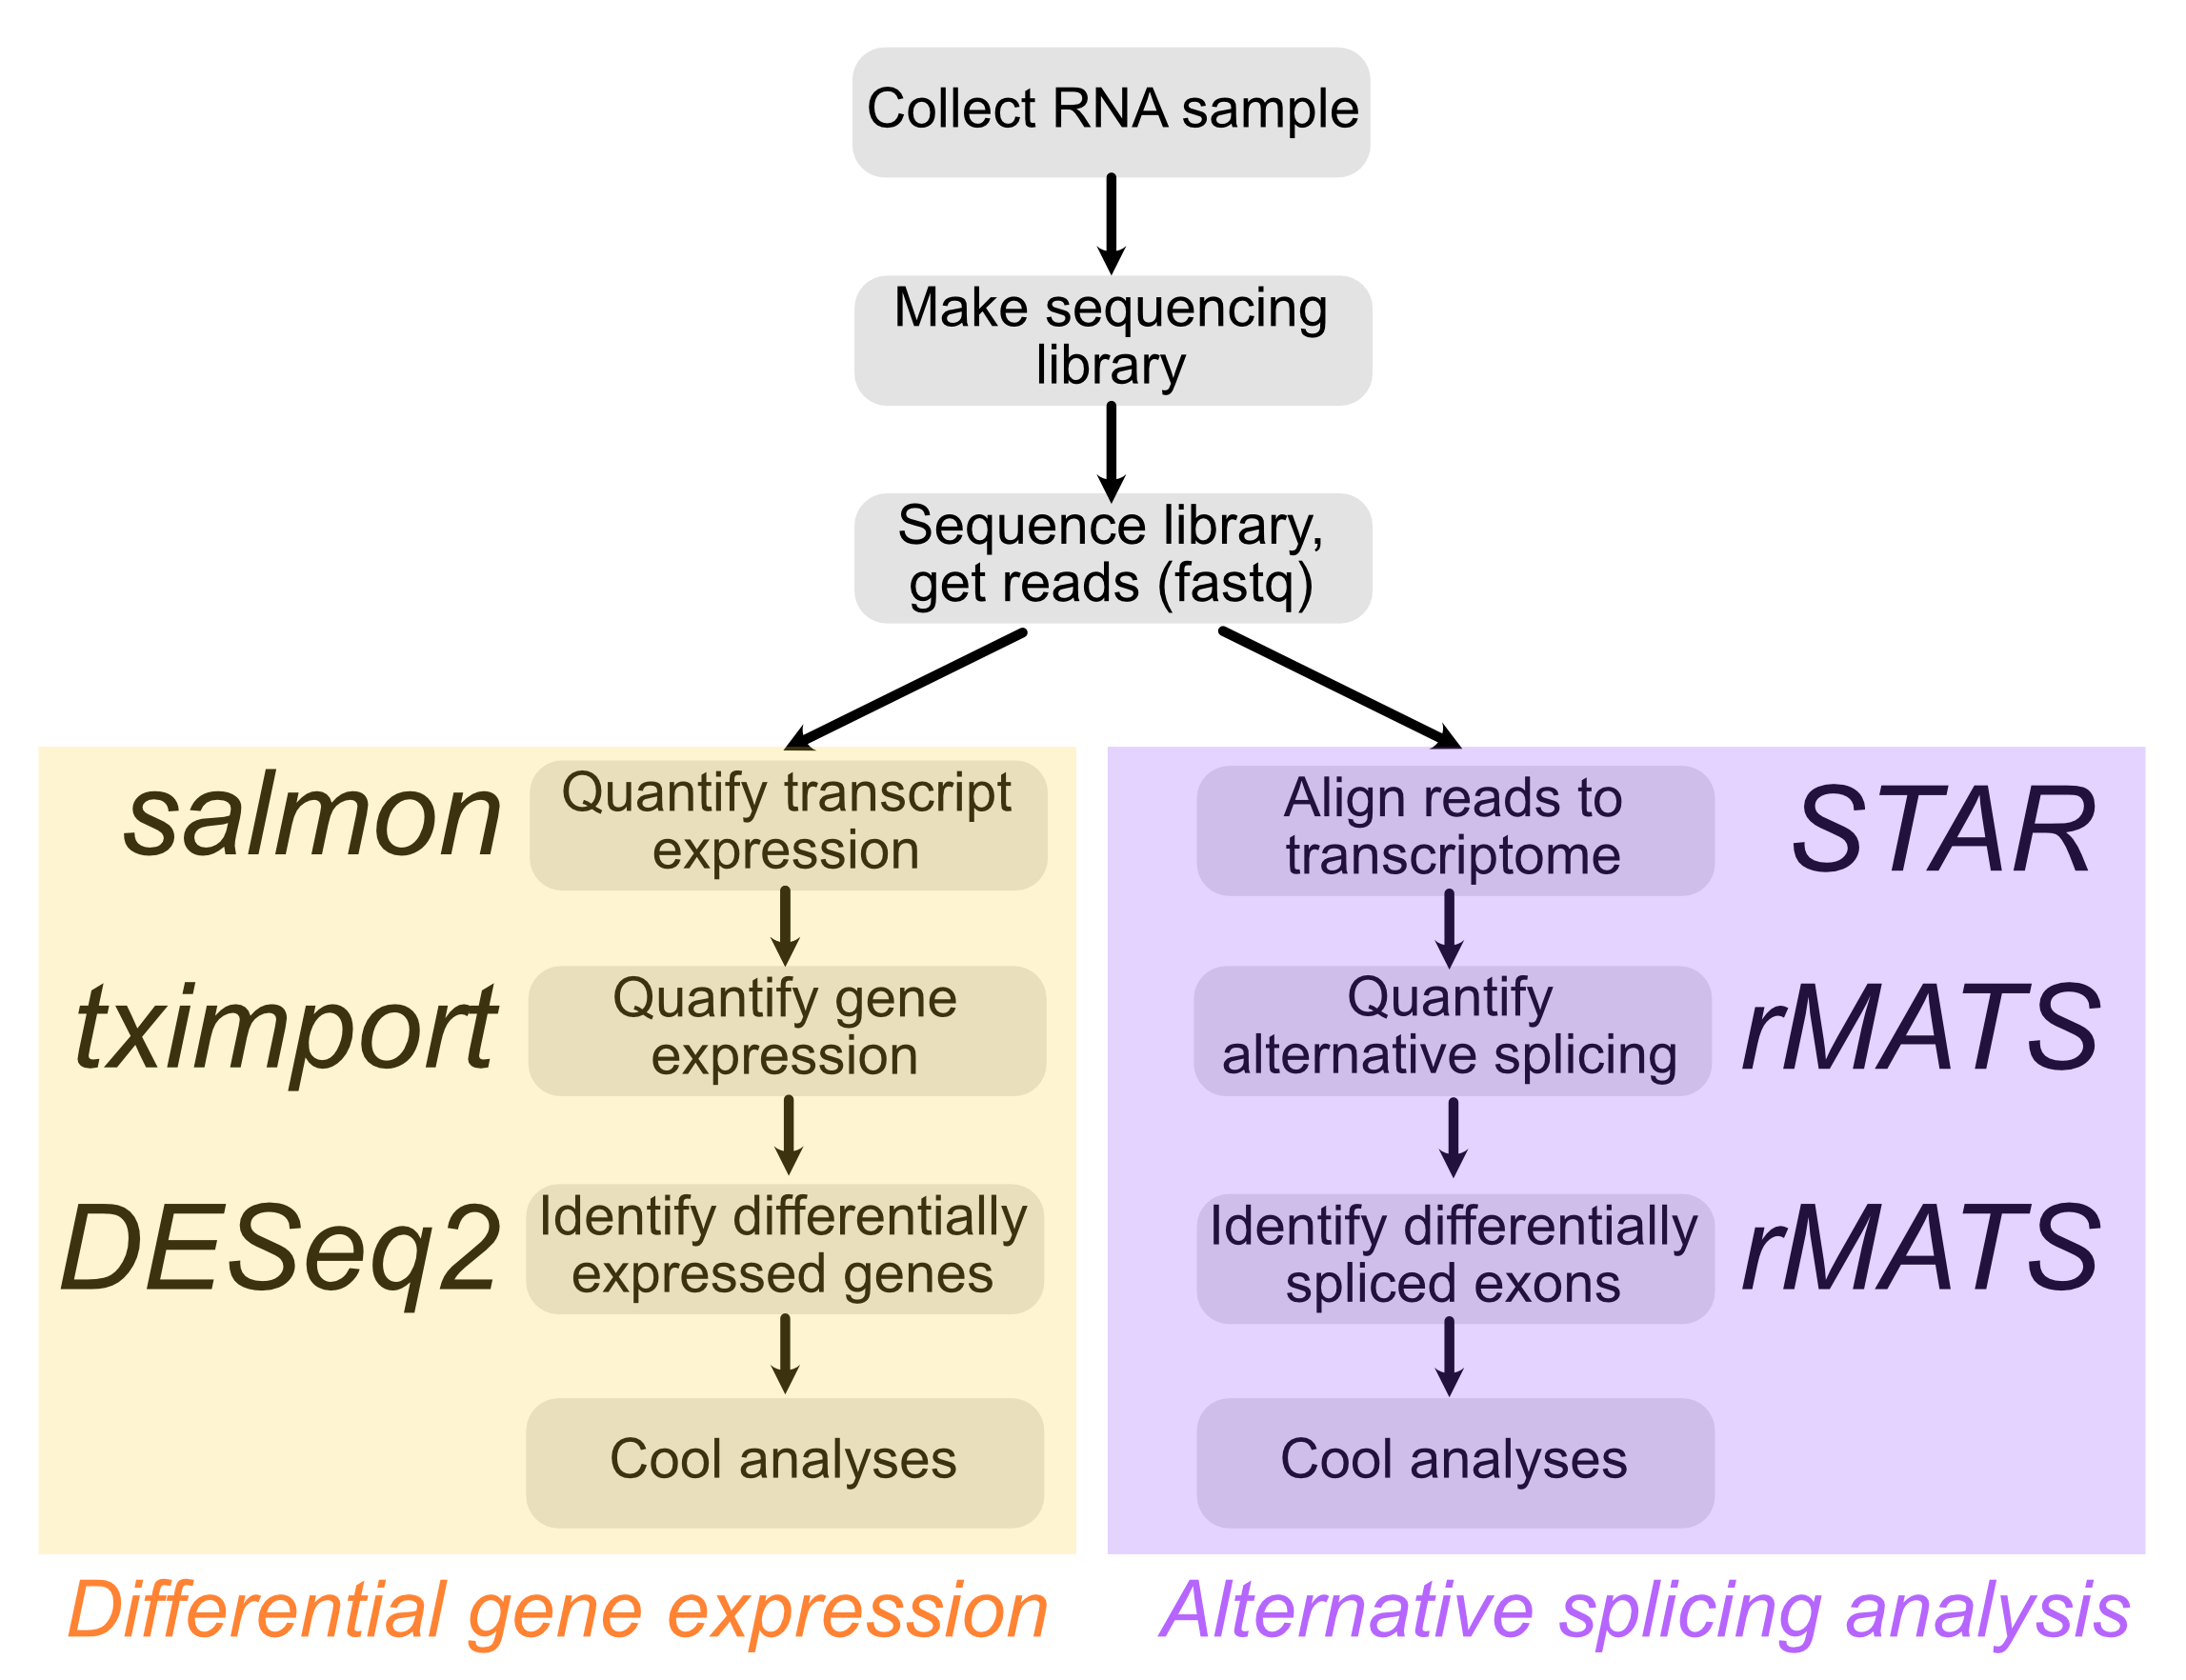 Collect RNA sample
Make sequencing
library
Sequence library,
get reads (fastq)
salmon
Quantify transcript
expression
tximport
Quantify gene
expression
DESeq2
Identify differentially
expressed genes
Cool analyses
Differential gene expression
Align reads to
transcriptome
STAR
Quantify
alternative splicing
rMATS
Identify differentially
spliced exons
rMATS
Cool analyses
Alternative splicing analysis